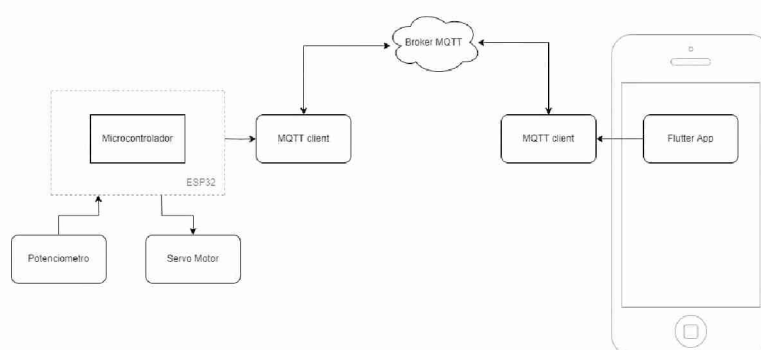 Broker MQTT
Microcontrolador
MQTT client
MQTT client
Flutter App
ESP32
Potenciometro
Servo Motor